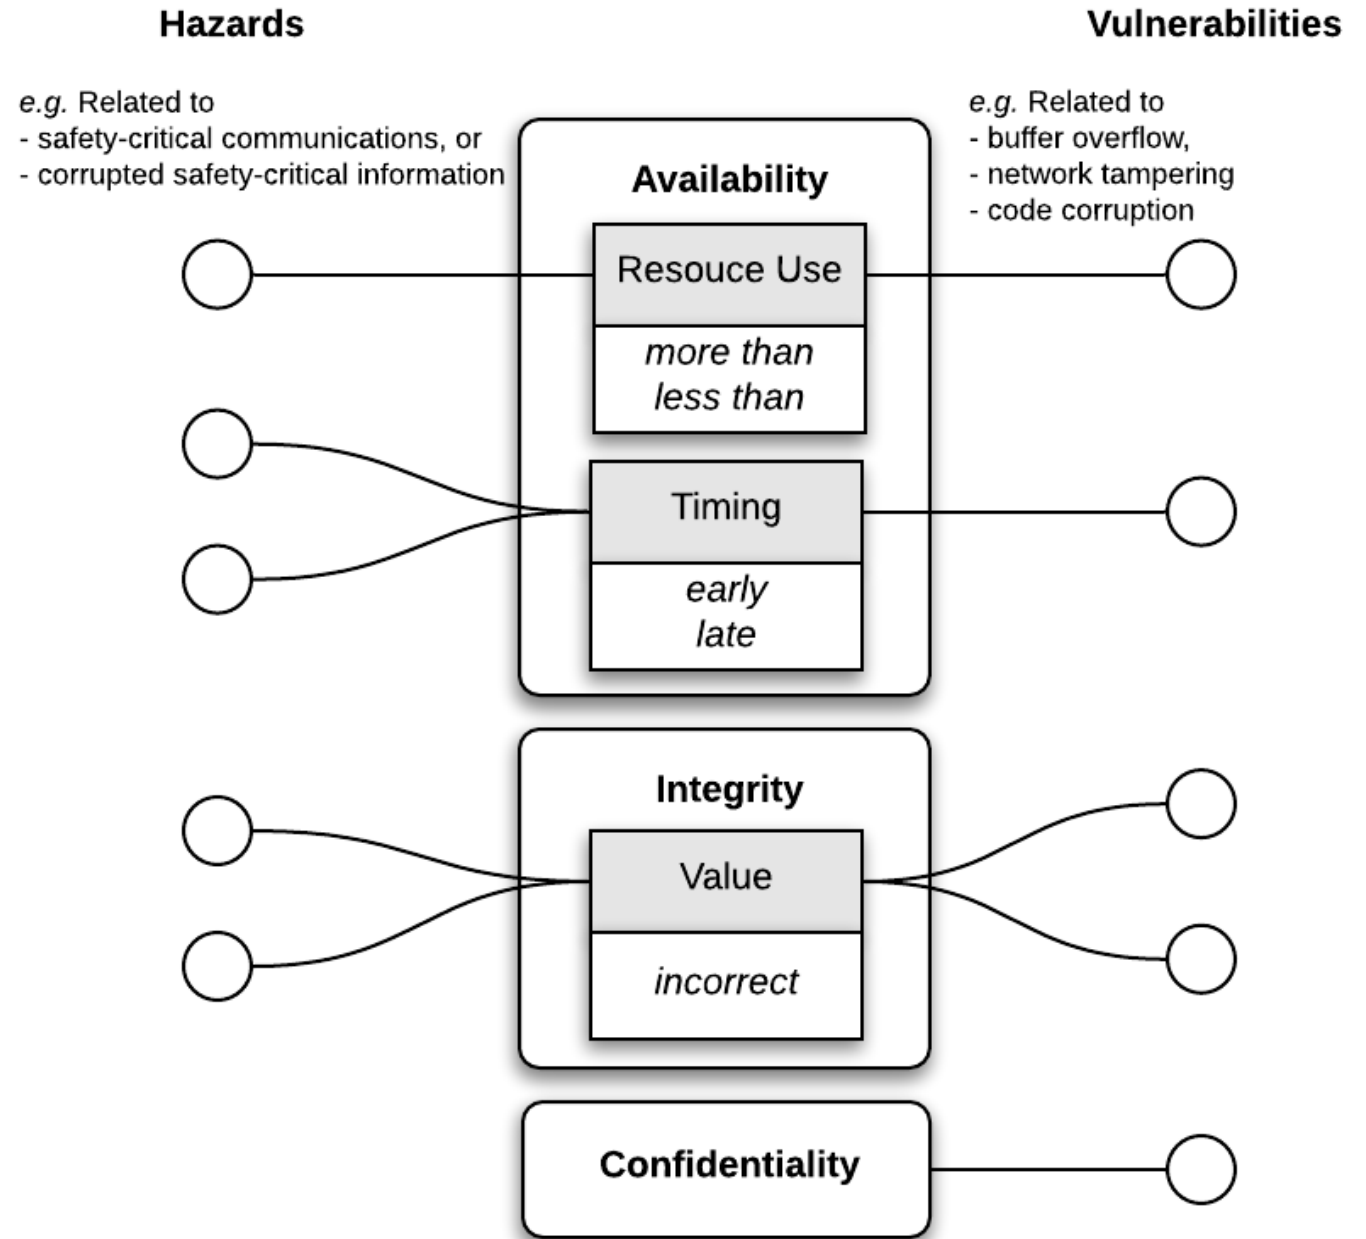 Hazards
Vulnerabilities
e.g. Related to
- safety-critical communications, or
- corrupted safety-critical information
e.g. Related to
- buffer overflow,
- network tampering
- code corruption
Availability
Resouce Use
more than
less than
Timing
early
late
Integrity
Value
incorrect
Confidentiality